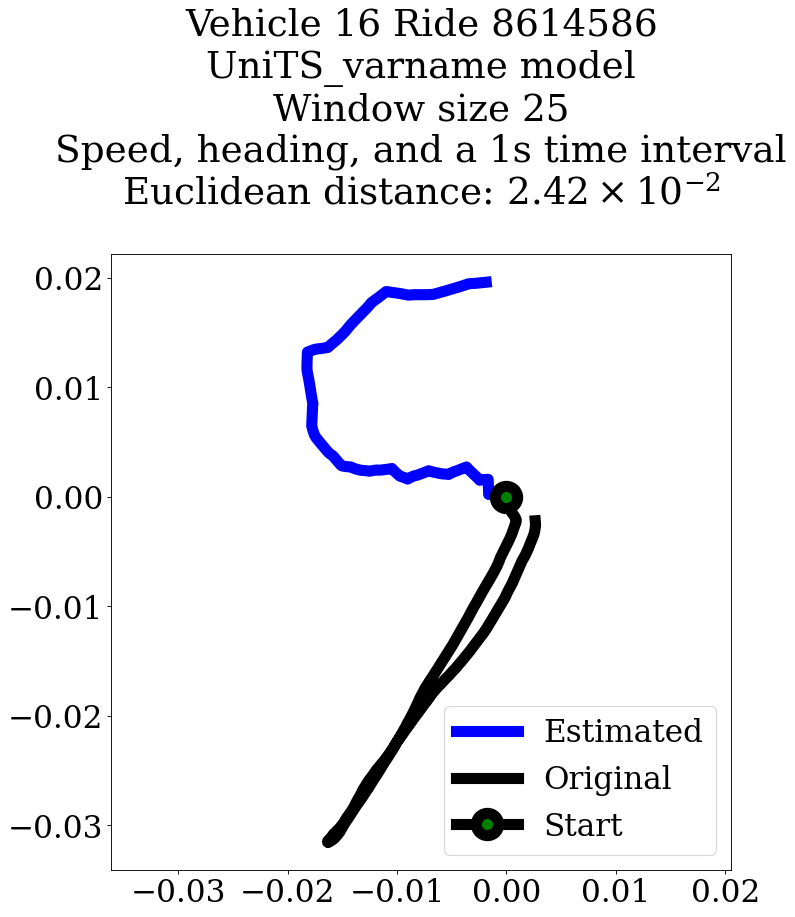 Vehicle 16 Ride 8614586
UniTS_varname model
Window size 25
Speed, heading, and a 1s time interval
Euclidean distance: 2.42 × 10⁻²
0.02
0.01
0.00
−0.01
−0.02
−0.03
Estimated
Original
Start
−0.03 −0.02 −0.01 0.00 0.01 0.02